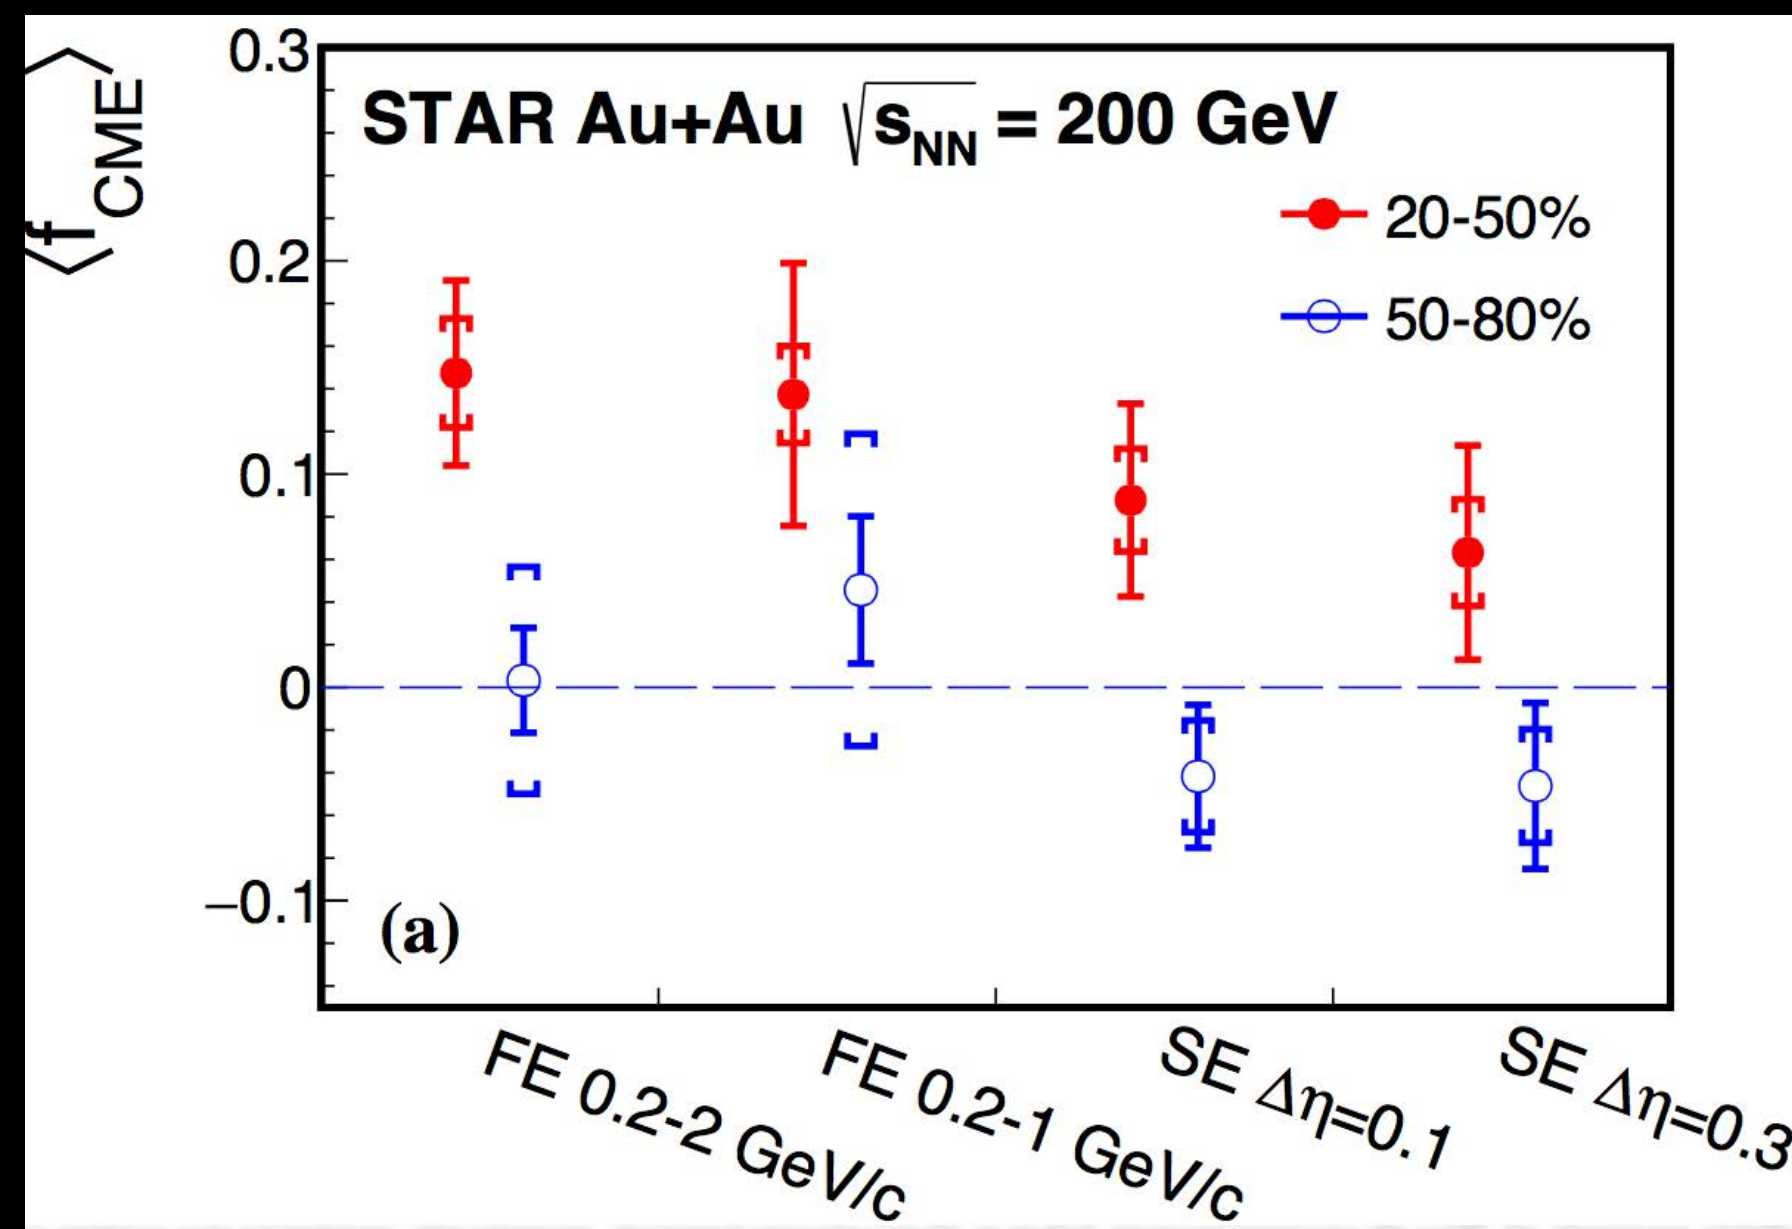 ⟨f_CME⟩
0.3
0.2
0.1
0
−0.1
STAR Au+Au √s_NN = 200 GeV
20-50%
50-80%
(a)
FE 0.2-2 GeV/c
FE 0.2-1 GeV/c
SE Δη=0.1
SE Δη=0.3